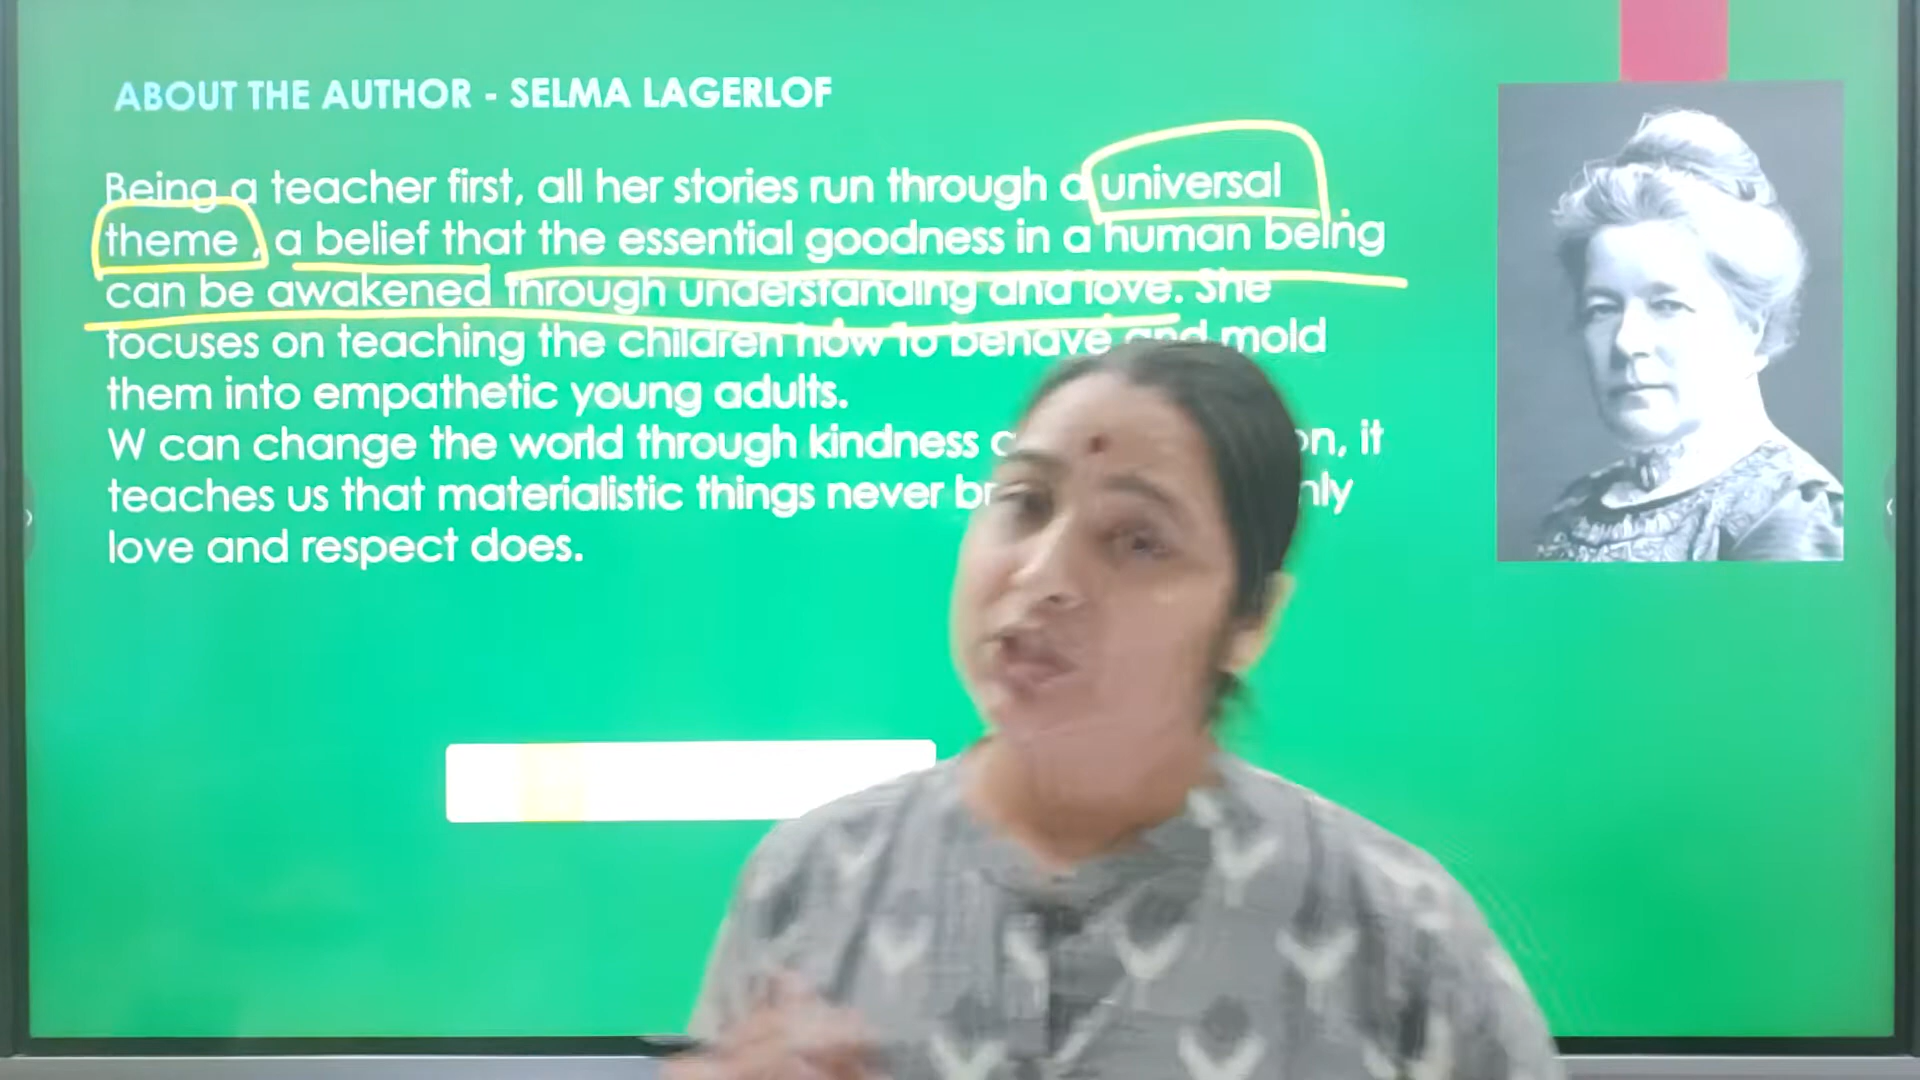 ABOUT THE AUTHOR - SELMA LAGERLOF
Being a teacher first, all her stories run through a universal
theme , a belief that the essential goodness in a human being
can be awakened through understanding and love. She
focuses on teaching the children how to behave and mold
them into empathetic young adults.
W can change the world through kindness it
teaches us that materialistic things never
love and respect does.